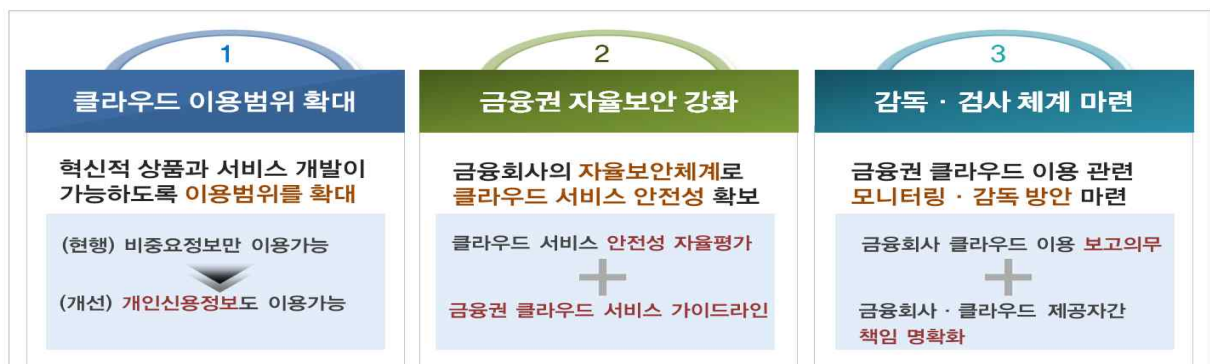 1
클라우드 이용범위 확대
혁신적 상품과 서비스 개발이
가능하도록 이용범위를 확대
(현행) 비중요정보만 이용가능
(개선) 개인신용정보도 이용가능
2
금융권 자율보안 강화
금융회사의 자율보안체계로
클라우드 서비스 안전성 확보
클라우드 서비스 안전성 자율평가
금융권 클라우드 서비스 가이드라인
3
감독 · 검사 체계 마련
금융권 클라우드 이용 관련
모니터링 · 감독 방안 마련
금융회사 클라우드 이용 보고의무
금융회사 · 클라우드 제공자간
책임 명확화